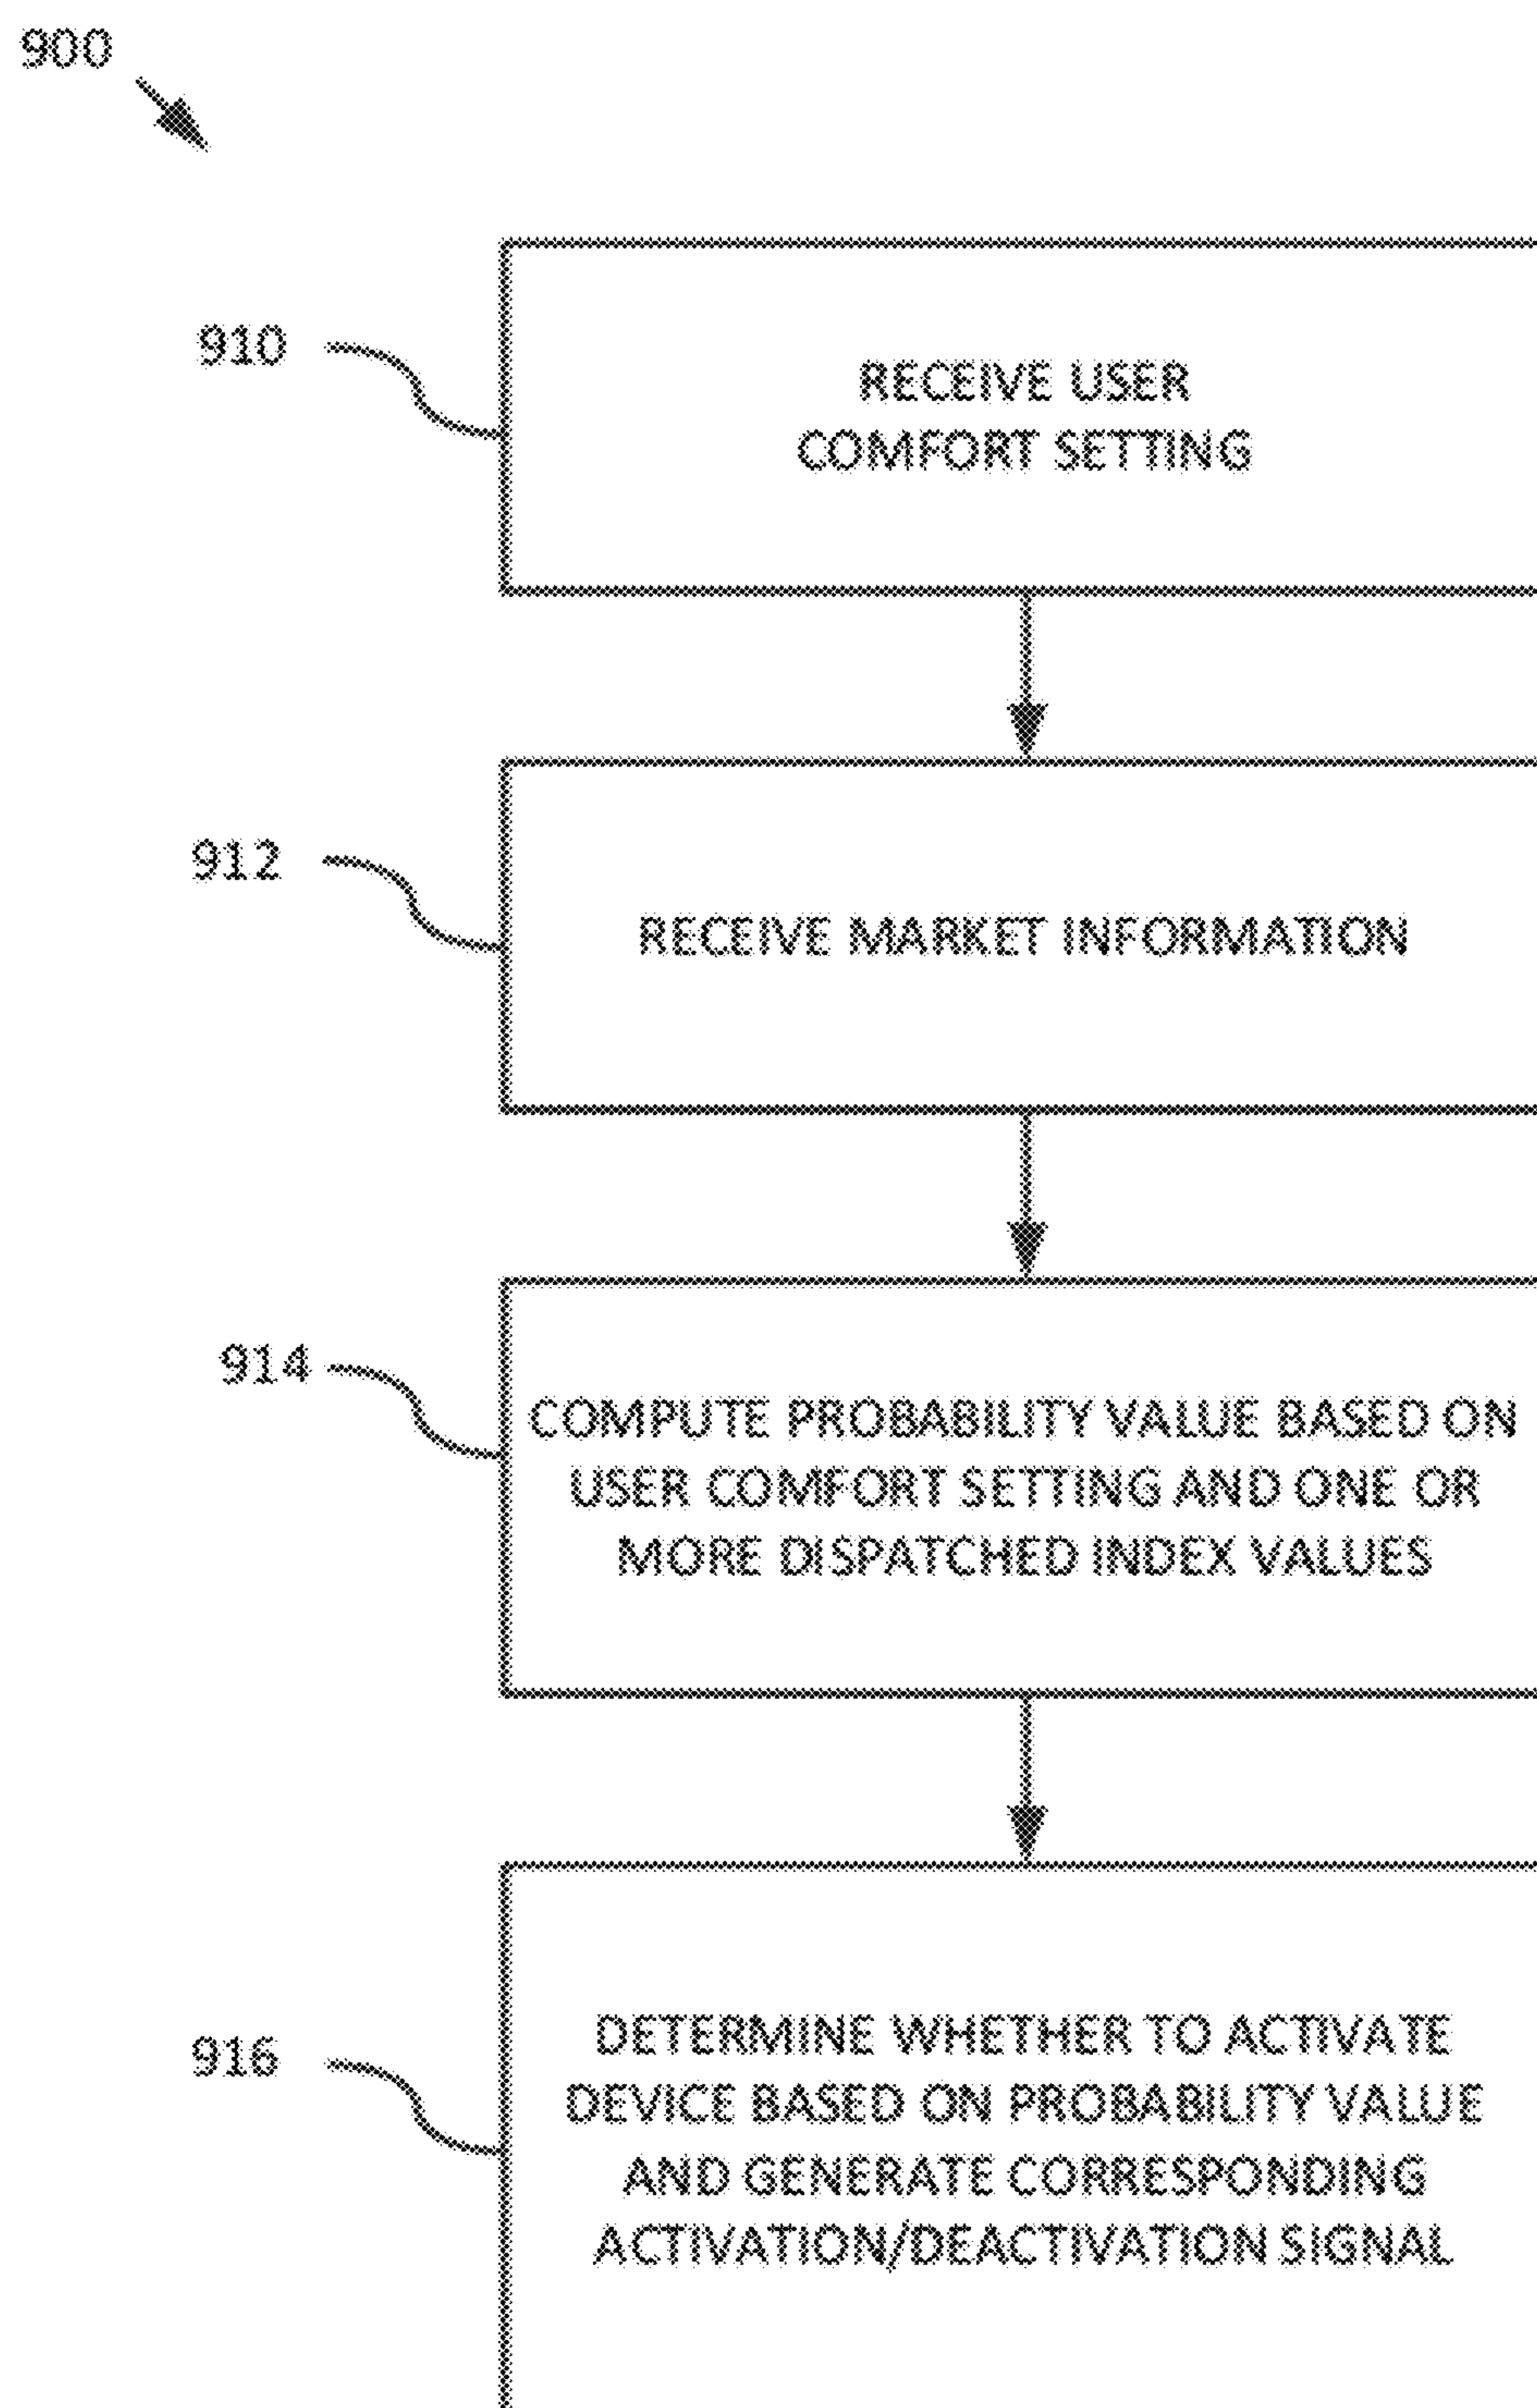 900
910
RECEIVE USER
COMFORT SETTING
912
RECEIVE MARKET INFORMATION
914
COMPUTE PROBABILITY VALUE BASED ON
USER COMFORT SETTING AND ONE OR
MORE DISPATCHED INDEX VALUES
916
DETERMINE WHETHER TO ACTIVATE
DEVICE BASED ON PROBABILITY VALUE
AND GENERATE CORRESPONDING
ACTIVATION/DEACTIVATION SIGNAL